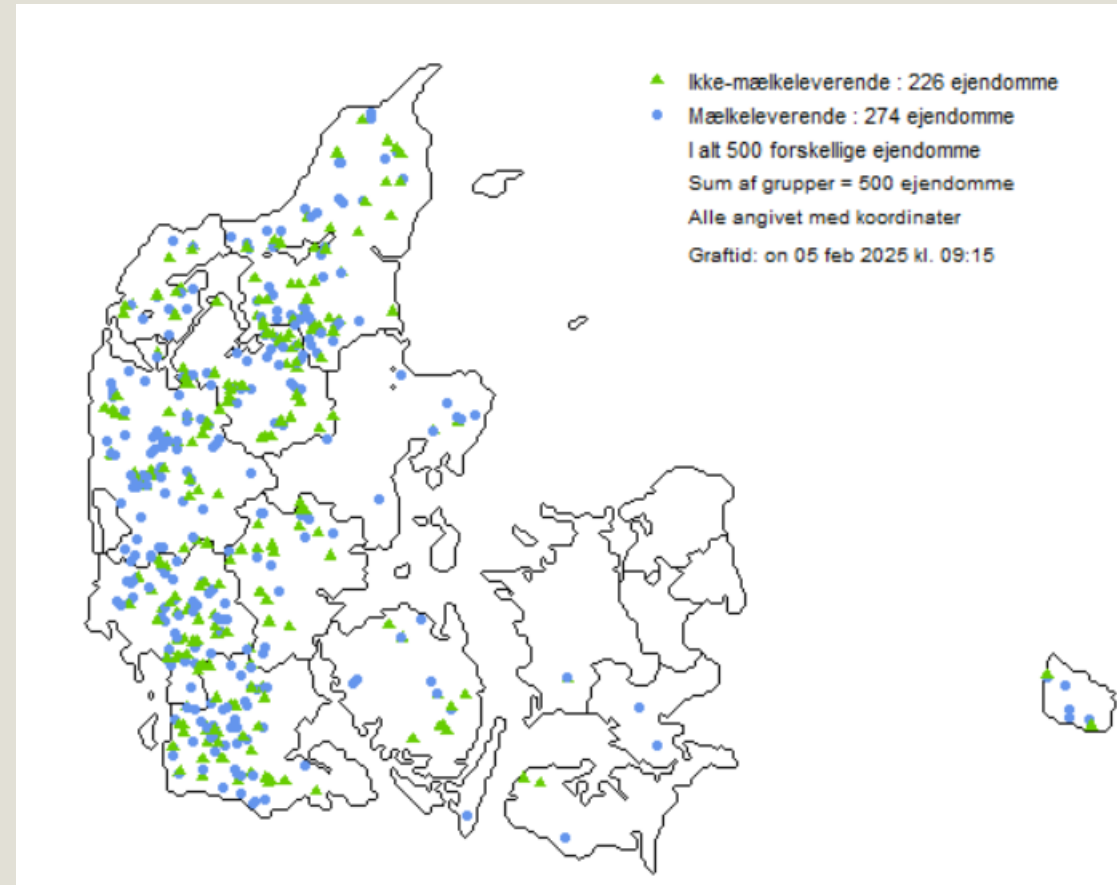 Ikke-mælkeleverende : 226 ejendomme
Mælkeleverende : 274 ejendomme
I alt 500 forskellige ejendomme
Sum af grupper = 500 ejendomme
Alle angivet med koordinater
Graftid: on 05 feb 2025 kl. 09:15